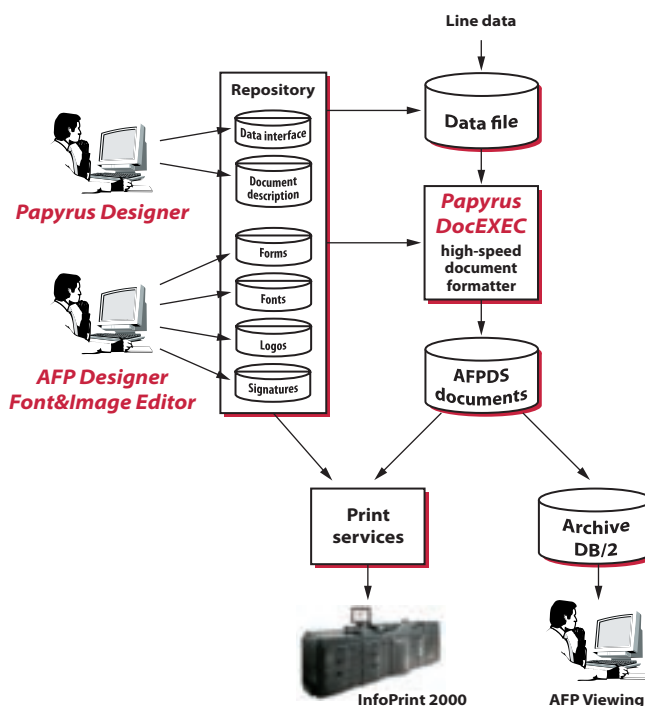 Line data
Repository
Data interface
Data file
Document
description
Papyrus Designer
Papyrus
DocEXEC
high-speed
document
formatter
Forms
Fonts
Logos
Signatures
AFP Designer
Font&Image Editor
AFPDS
documents
Print
services
Archive
DB/2
InfoPrint 2000
AFP Viewing